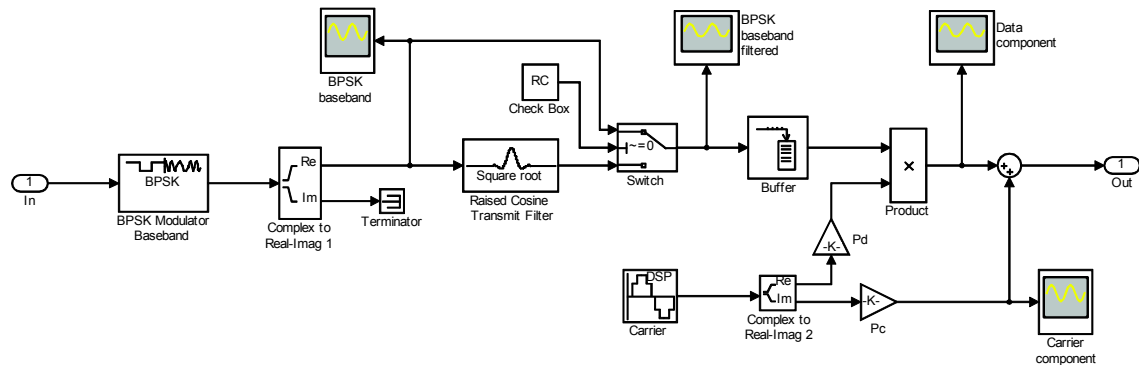 BPSK
baseband
BPSK
baseband
filtered
Data
component
RC
Check Box
BPSK
BPSK Modulator
Baseband
1
In
Re
Im
Complex to
Real-Imag 1
Terminator
Square root
Raised Cosine
Transmit Filter
~=0
Switch
Buffer
×
Product
+
+
1
Out
-K-
Pd
DSP
Carrier
Re
Im
Complex to
Real-Imag 2
-K-
Pc
Carrier
component